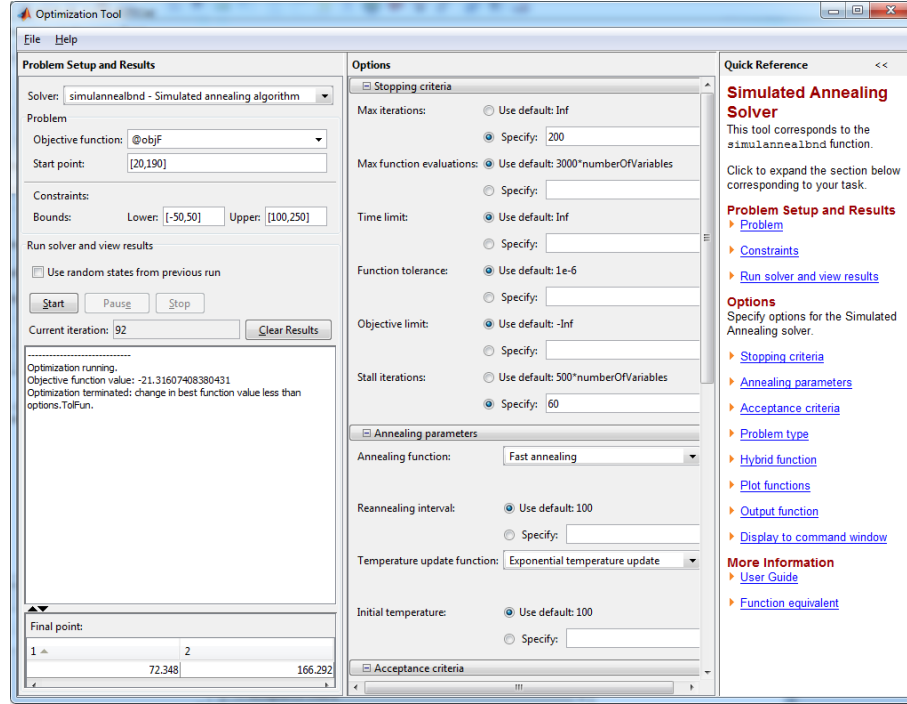 Optimization Tool
File Help
Problem Setup and Results
Solver: simulannealbnd - Simulated annealing algorithm
Problem
Objective function: @objF
Start point: [20,190]
Constraints:
Bounds: Lower: [-50,50] Upper: [100,250]
Run solver and view results
Use random states from previous run
Start Pause Stop
Current iteration: 92 Clear Results
------------------------------
Optimization running.
Objective function value: -21.31607408380431
Optimization terminated: change in best function value less than
options.TolFun.
Final point:
1 2
72.348 166.292
Options
Stopping criteria
Max iterations: Use default: Inf
Specify: 200
Max function evaluations: Use default: 3000*numberOfVariables
Specify:
Time limit: Use default: Inf
Specify:
Function tolerance: Use default: 1e-6
Specify:
Objective limit: Use default: -Inf
Specify:
Stall iterations: Use default: 500*numberOfVariables
Specify: 60
Annealing parameters
Annealing function: Fast annealing
Reannealing interval: Use default: 100
Specify:
Temperature update function: Exponential temperature update
Initial temperature: Use default: 100
Specify:
Acceptance criteria
Quick Reference <<
Simulated Annealing
Solver
This tool corresponds to the
simulannealbnd function.
Click to expand the section below
corresponding to your task.
Problem Setup and Results
Problem
Constraints
Run solver and view results
Options
Specify options for the Simulated
Annealing solver.
Stopping criteria
Annealing parameters
Acceptance criteria
Problem type
Hybrid function
Plot functions
Output function
Display to command window
More Information
User Guide
Function equivalent